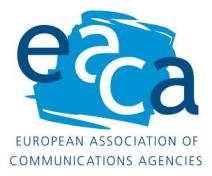 eaca
EUROPEAN ASSOCIATION OF
COMMUNICATIONS AGENCIES